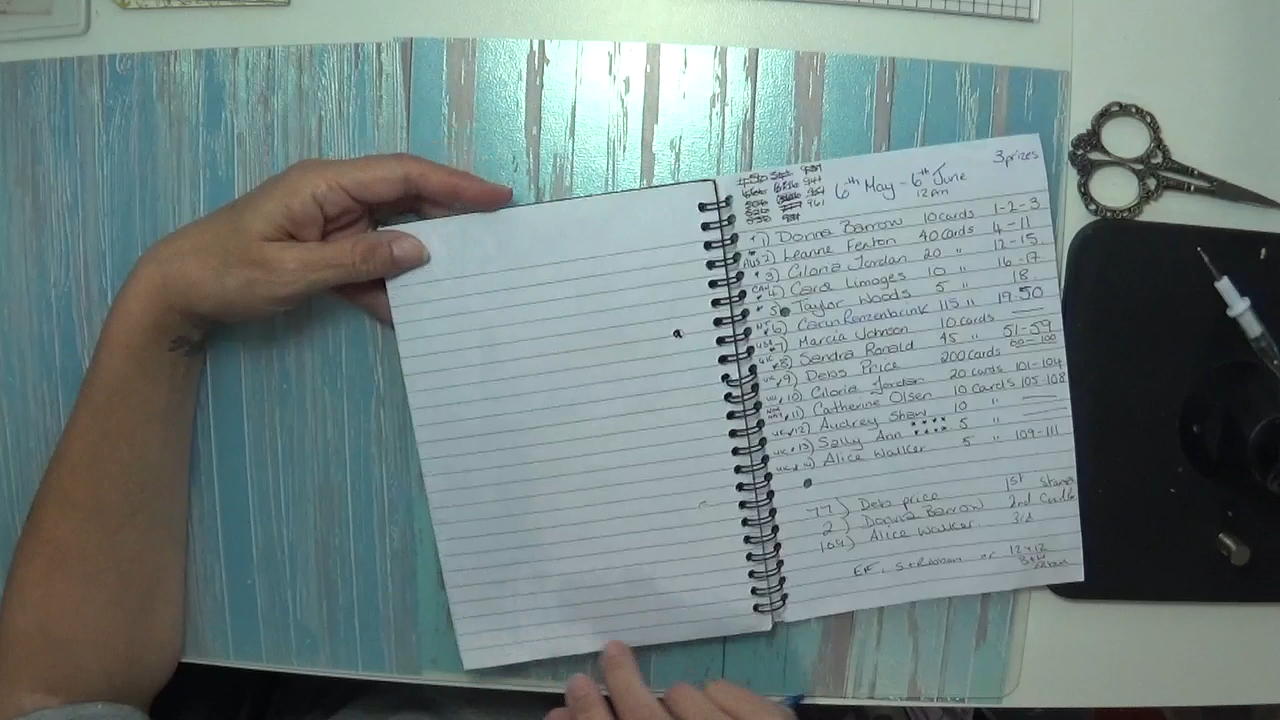 6th May - 6th June 3 prizes
12pm
1) Donna Barrow 10 cards 1-2-3
2) Leanne Fenton 40 cards 4-11
3) Gloria Jordan 20 " 12-15
4) Cara Limoges 10 " 16-17
5) Taylor Woods 5 " 18
6) Carin Renzenbrink 115 " 19-50
7) Marcia Johnson 10 cards
8) Sandra Ronald 45 " 51-59
9) Debs Price 200 cards 60-100
10) Gloria Jordan 20 cards 101-104
11) Catherine Olsen 10 cards 105-108
12) Audrey Shaw 10 "
13) Sally Ann 5 "
14) Alice Walker 5 " 109-111
77) Debs price 1st Stamp
2) Donna Barrow 2nd Candle
109) Alice Walker 3rd
12x12